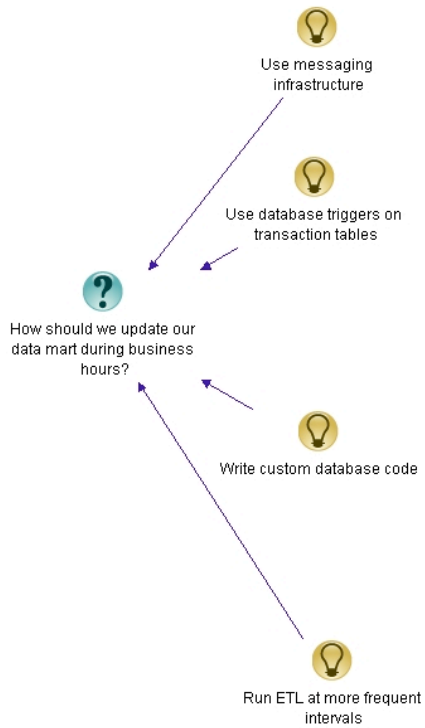 Use messaging
infrastructure
Use database triggers on
transaction tables
?
How should we update our
data mart during business
hours?
Write custom database code
Run ETL at more frequent
intervals